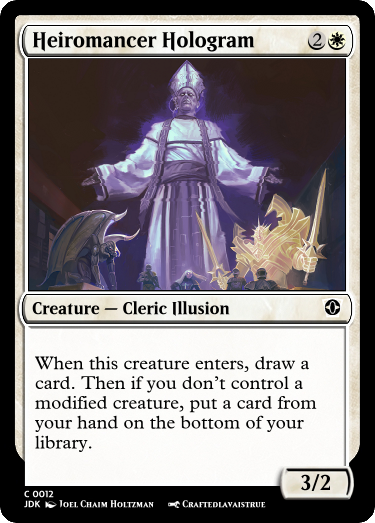 Heiromancer Hologram 2
Creature — Cleric Illusion
When this creature enters, draw a
card. Then if you don't control a
modified creature, put a card from
your hand on the bottom of your
library.
3/2
C 0012
JDK Joel Chaim Holtzman Craftedlavaistrue